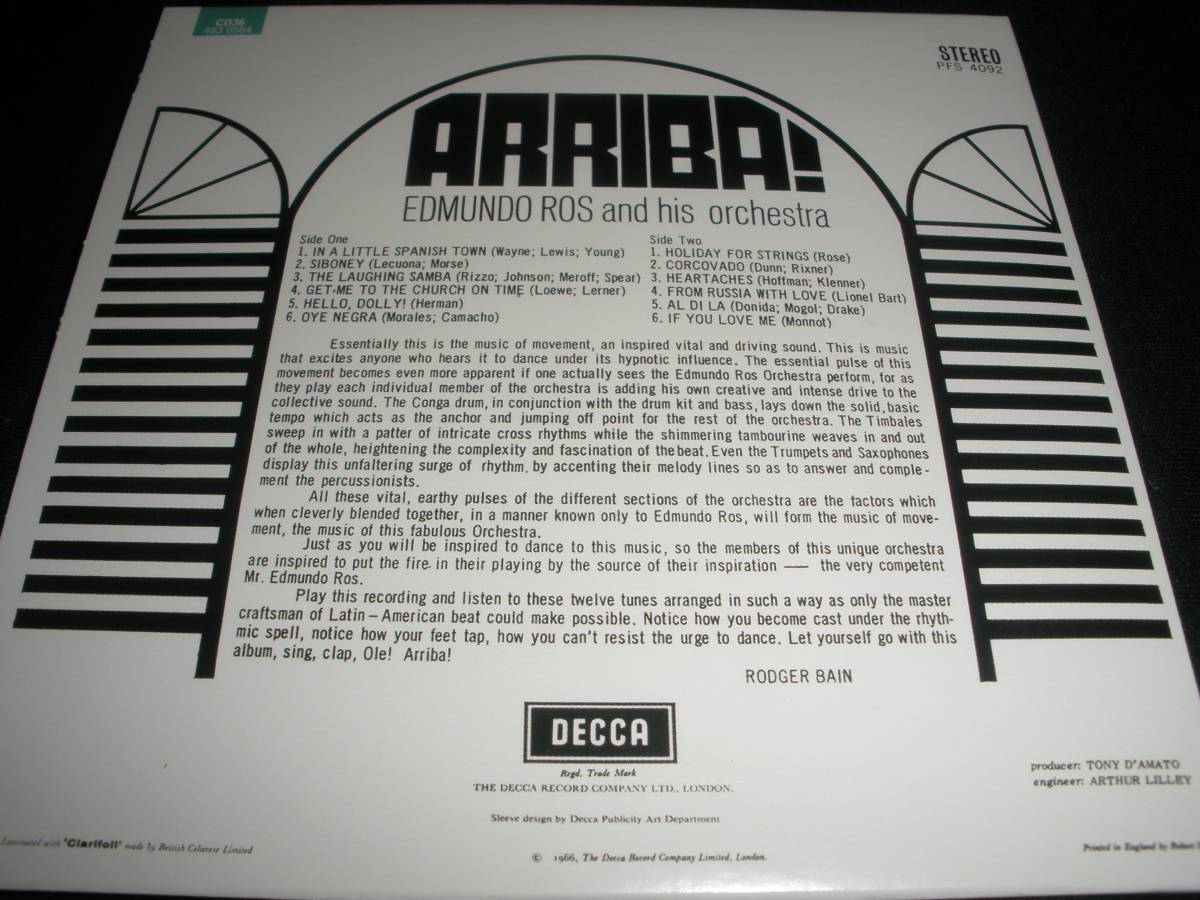 CD36
483 0564
STEREO
PFS 4092
ARRIBA!
EDMUNDO ROS and his orchestra
Side One
1. IN A LITTLE SPANISH TOWN (Wayne; Lewis; Young)
2. SIBONEY (Lecuona; Morse)
3. THE LAUGHING SAMBA (Rizzo; Johnson; Meroff; Spear)
4. GET ME TO THE CHURCH ON TIME (Loewe; Lerner)
5. HELLO, DOLLY! (Herman)
6. OYE NEGRA (Morales; Camacho)
Side Two
1. HOLIDAY FOR STRINGS (Rose)
2. CORCOVADO (Dunn; Rixner)
3. HEARTACHES (Hoffman; Klenner)
4. FROM RUSSIA WITH LOVE (Lionel Bart)
5. AL DI LA (Donida; Mogol; Drake)
6. IF YOU LOVE ME (Monnot)
Essentially this is the music of movement, an inspired vital and driving sound. This is music
that excites anyone who hears it to dance under its hypnotic influence. The essential pulse of this
movement becomes even more apparent if one actually sees the Edmundo Ros Orchestra perform, for as
they play each individual member of the orchestra is adding his own creative and intense drive to the
collective sound. The Conga drum, in conjunction with the drum kit and bass, lays down the solid, basic
tempo which acts as the anchor and jumping off point for the rest of the orchestra. The Timbales
sweep in with a patter of intricate cross rhythms while the shimmering tambourine weaves in and out
of the whole, heightening the complexity and fascination of the beat. Even the Trumpets and Saxophones
display this unfaltering surge of rhythm, by accenting their melody lines so as to answer and comple-
ment the percussionists.
All these vital, earthy pulses of the different sections of the orchestra are the factors which
when cleverly blended together, in a manner known only to Edmundo Ros, will form the music of move-
ment, the music of this fabulous Orchestra.
Just as you will be inspired to dance to this music, so the members of this unique orchestra
are inspired to put the fire in their playing by the source of their inspiration — the very competent
Mr. Edmundo Ros.
Play this recording and listen to these twelve tunes arranged in such a way as only the master
craftsman of Latin – American beat could make possible. Notice how you become cast under the rhyth-
mic spell, notice how your feet tap, how you can't resist the urge to dance. Let yourself go with this
album, sing, clap, Ole! Arriba!
RODGER BAIN
DECCA
Regd. Trade Mark
THE DECCA RECORD COMPANY LTD., LONDON.
producer: TONY D'AMATO
engineer: ARTHUR LILLEY
Sleeve design by Decca Publicity Art Department
Laminated with "Clarifoil" made by British Celanese Limited
© 1966, The Decca Record Company Limited, London.
Printed in England by Robert